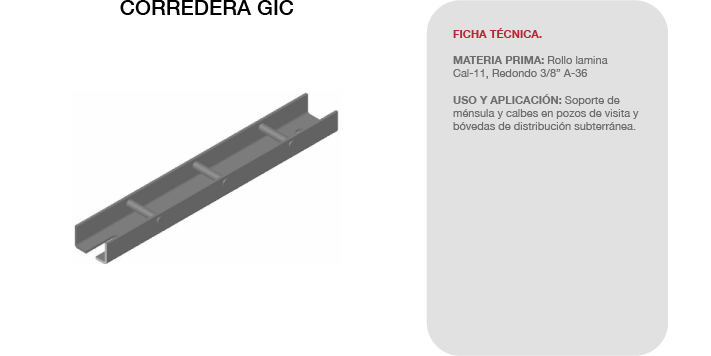 CORREDERA GIC
FICHA TÉCNICA.
MATERIA PRIMA: Rollo lamina
Cal-11, Redondo 3/8” A-36
USO Y APLICACIÓN: Soporte de
ménsula y calbes en pozos de visita y
bóvedas de distribución subterránea.